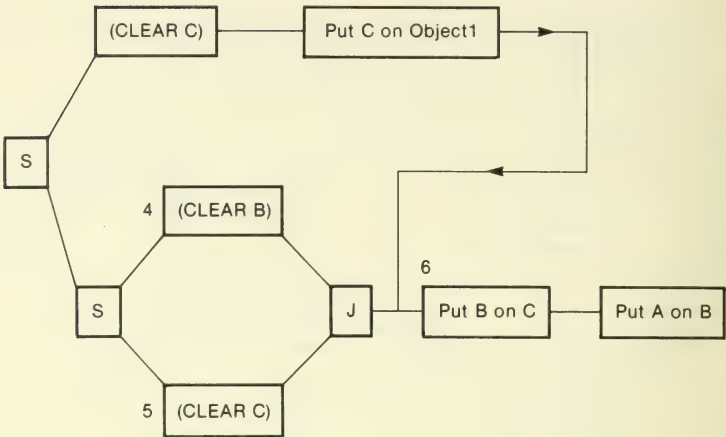 (CLEAR C)
Put C on Object1
S
4
(CLEAR B)
6
S
J
Put B on C
Put A on B
5
(CLEAR C)